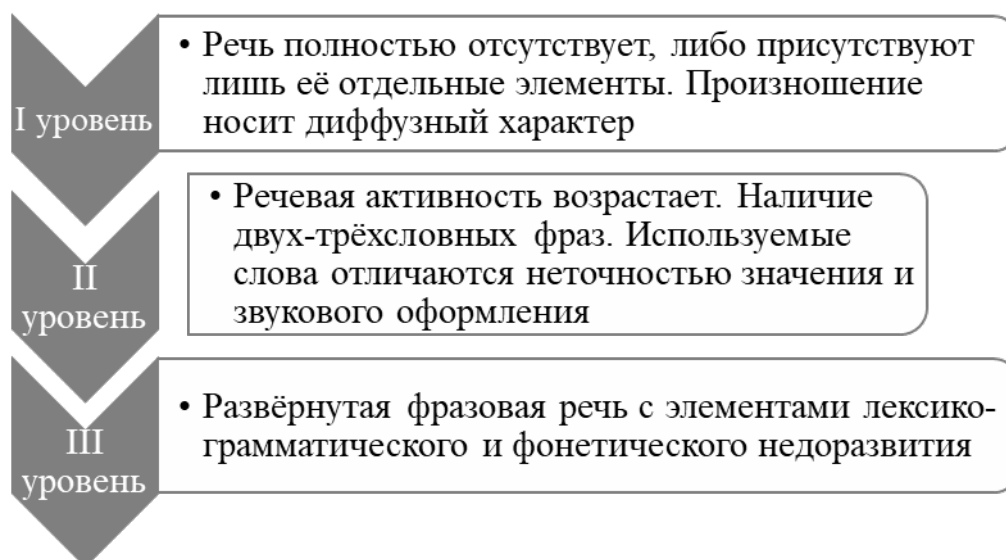 I уровень
• Речь полностью отсутствует, либо присутствуют
лишь её отдельные элементы. Произношение
носит диффузный характер
II
уровень
• Речевая активность возрастает. Наличие
двух-трёхсловных фраз. Используемые
слова отличаются неточностью значения и
звукового оформления
III
уровень
• Развёрнутая фразовая речь с элементами лексико-
грамматического и фонетического недоразвития